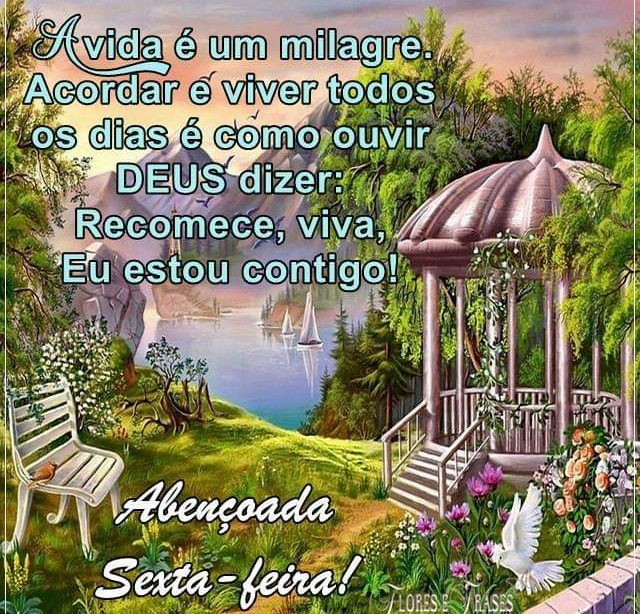 A vida é um milagre.
Acordar e viver todos
os dias é como ouvir
DEUS dizer:
Recomece, viva,
Eu estou contigo!
Abençoada
Sexta-feira!
FLORES E FRASES